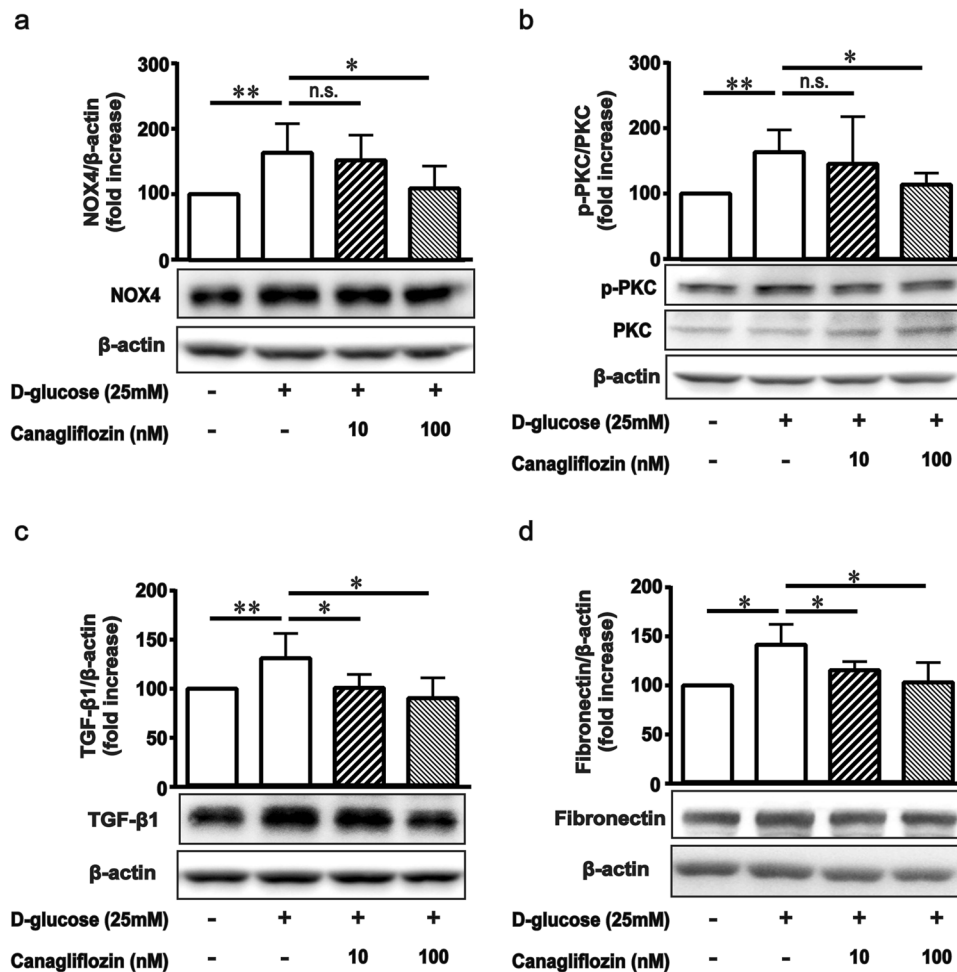 a
NOX4/β-actin
(fold increase)
300
200
100
0
**
n.s.
*
NOX4
β-actin
D-glucose (25mM) - + + +
Canagliflozin (nM) - - 10 100
b
p-PKC/PKC
(fold increase)
300
200
100
0
**
n.s.
*
p-PKC
PKC
β-actin
D-glucose (25mM) - + + +
Canagliflozin (nM) - - 10 100
c
TGF-β1/β-actin
(fold increase)
200
150
100
50
0
**
*
*
TGF-β1
β-actin
D-glucose (25mM) - + + +
Canagliflozin (nM) - - 10 100
d
Fibronectin/β-actin
(fold increase)
200
150
100
50
0
*
*
*
Fibronectin
β-actin
D-glucose (25mM) - + + +
Canagliflozin (nM) - - 10 100